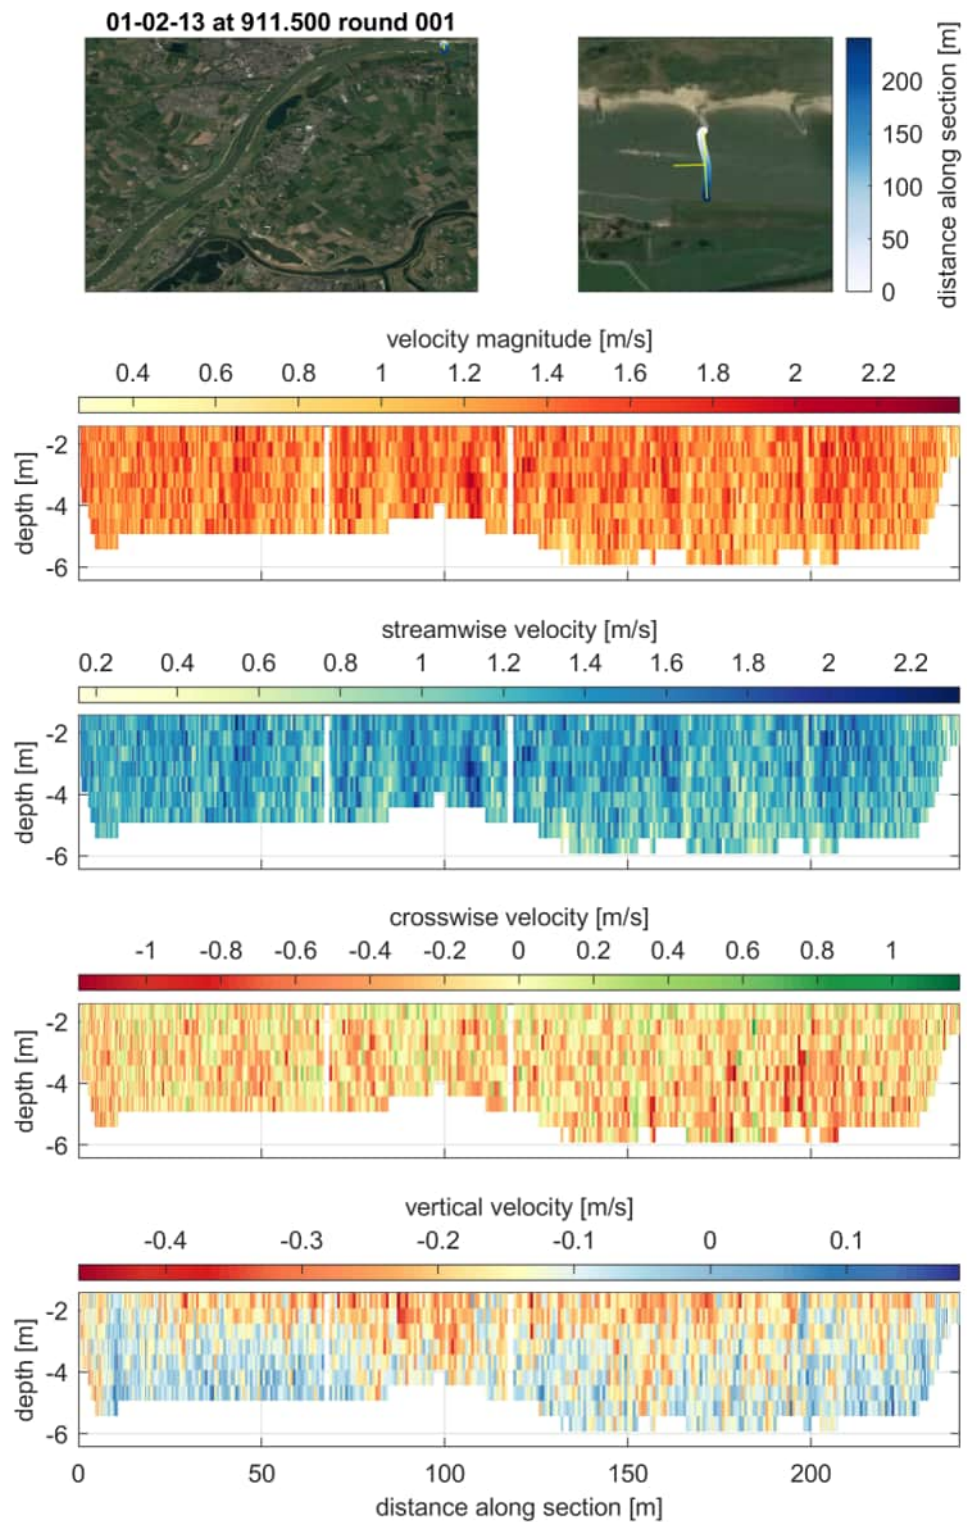 01-02-13 at 911.500 round 001
200
150
100
50
0
distance along section [m]
velocity magnitude [m/s]
0.4 0.6 0.8 1 1.2 1.4 1.6 1.8 2 2.2
-2
-4
-6
depth [m]
streamwise velocity [m/s]
0.2 0.4 0.6 0.8 1 1.2 1.4 1.6 1.8 2 2.2
-2
-4
-6
depth [m]
crosswise velocity [m/s]
-1 -0.8 -0.6 -0.4 -0.2 0 0.2 0.4 0.6 0.8 1
-2
-4
-6
depth [m]
vertical velocity [m/s]
-0.4 -0.3 -0.2 -0.1 0 0.1
-2
-4
-6
depth [m]
0 50 100 150 200
distance along section [m]